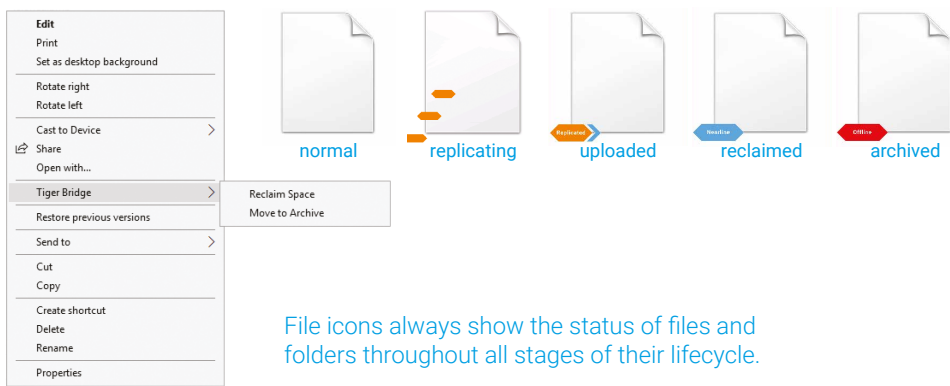 Edit
Print
Set as desktop background
Rotate right
Rotate left
Cast to Device
Share
Open with...
Tiger Bridge
Reclaim Space
Move to Archive
Restore previous versions
Send to
Cut
Copy
Create shortcut
Delete
Rename
Properties
Replicated
Nearline
Offline
normal
replicating
uploaded
reclaimed
archived
File icons always show the status of files and
folders throughout all stages of their lifecycle.